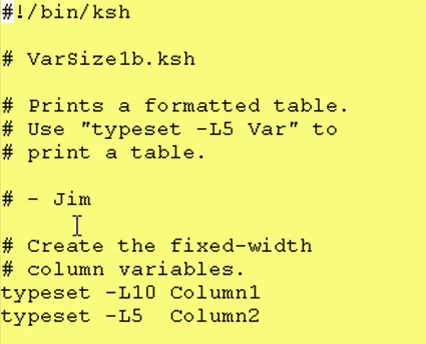 #!/bin/ksh
# VarSize1b.ksh
# Prints a formatted table.
# Use "typeset -L5 Var" to
# print a table.
# - Jim
# Create the fixed-width
# column variables.
typeset -L10 Column1
typeset -L5  Column2